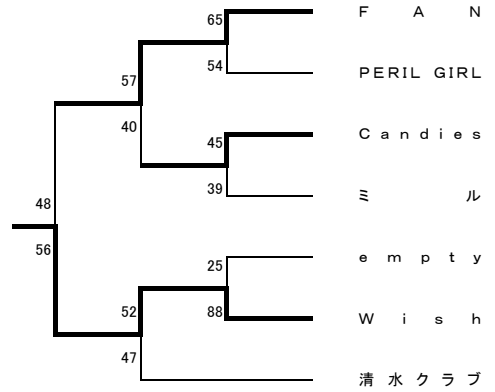 65 ＦＡＮ
54 PERIL GIRL
57
40
45 Ｃａｎｄｉｅｓ
39 ミル
48
56
25 ｅｍｐｔｙ
88 Ｗｉｓｈ
52
47 清水クラブ